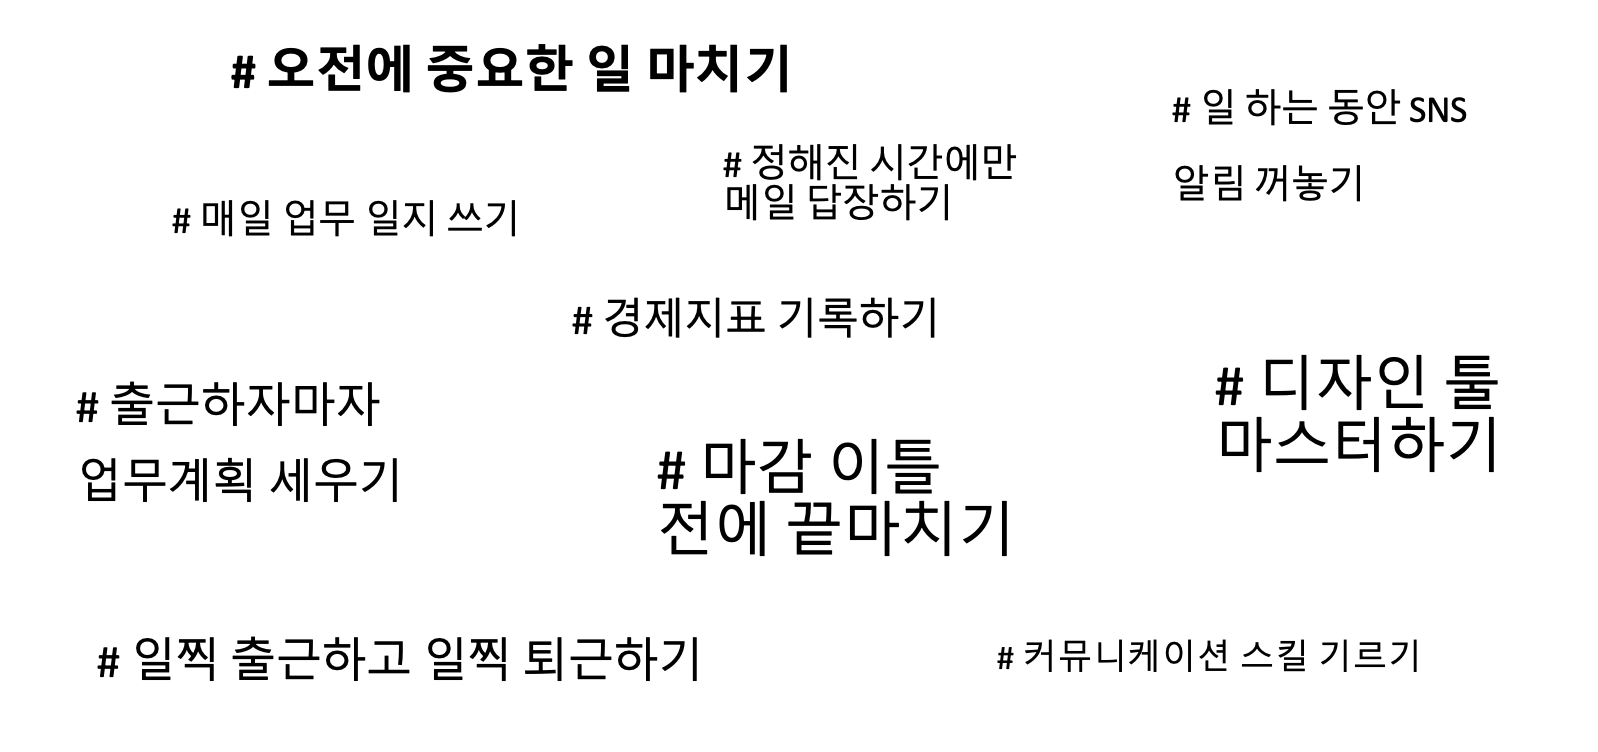 # 오전에 중요한 일 마치기
# 일 하는 동안 SNS
알림 꺼놓기
# 정해진 시간에만
메일 답장하기
# 매일 업무 일지 쓰기
# 경제지표 기록하기
# 출근하자마자
업무계획 세우기
# 디자인 툴
마스터하기
# 마감 이틀
전에 끝마치기
# 일찍 출근하고 일찍 퇴근하기
# 커뮤니케이션 스킬 기르기